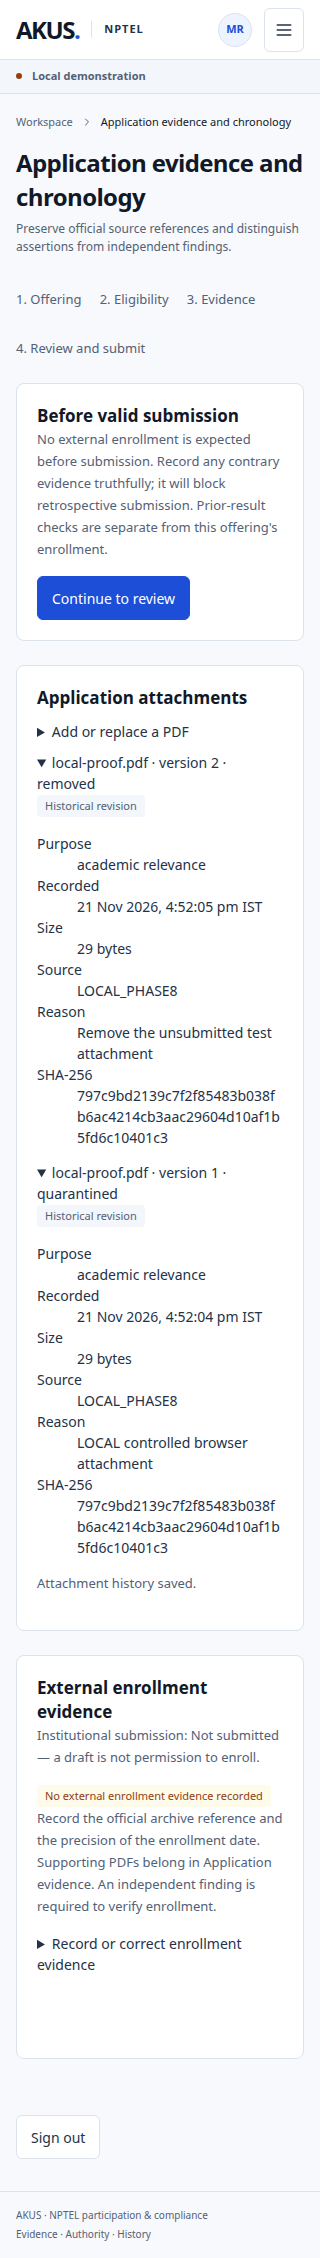 AKUS. NPTEL MR
Local demonstration
Workspace > Application evidence and chronology
Application evidence and
chronology
Preserve official source references and distinguish
assertions from independent findings.
1. Offering 2. Eligibility 3. Evidence
4. Review and submit
Before valid submission
No external enrollment is expected
before submission. Record any contrary
evidence truthfully; it will block
retrospective submission. Prior-result
checks are separate from this offering's
enrollment.
Continue to review
Application attachments
Add or replace a PDF
local-proof.pdf · version 2 ·
removed
Historical revision
Purpose
academic relevance
Recorded
21 Nov 2026, 4:52:05 pm IST
Size
29 bytes
Source
LOCAL_PHASE8
Reason
Remove the unsubmitted test
attachment
SHA-256
797c9bd2139c7f2f85483b038f
b6ac4214cb3aac29604d10af1b
5fd6c10401c3
local-proof.pdf · version 1 ·
quarantined
Historical revision
Purpose
academic relevance
Recorded
21 Nov 2026, 4:52:04 pm IST
Size
29 bytes
Source
LOCAL_PHASE8
Reason
LOCAL controlled browser
attachment
SHA-256
797c9bd2139c7f2f85483b038f
b6ac4214cb3aac29604d10af1b
5fd6c10401c3
Attachment history saved.
External enrollment
evidence
Institutional submission: Not submitted
— a draft is not permission to enroll.
No external enrollment evidence recorded
Record the official archive reference and
the precision of the enrollment date.
Supporting PDFs belong in Application
evidence. An independent finding is
required to verify enrollment.
Record or correct enrollment
evidence
Sign out
AKUS · NPTEL participation & compliance
Evidence · Authority · History